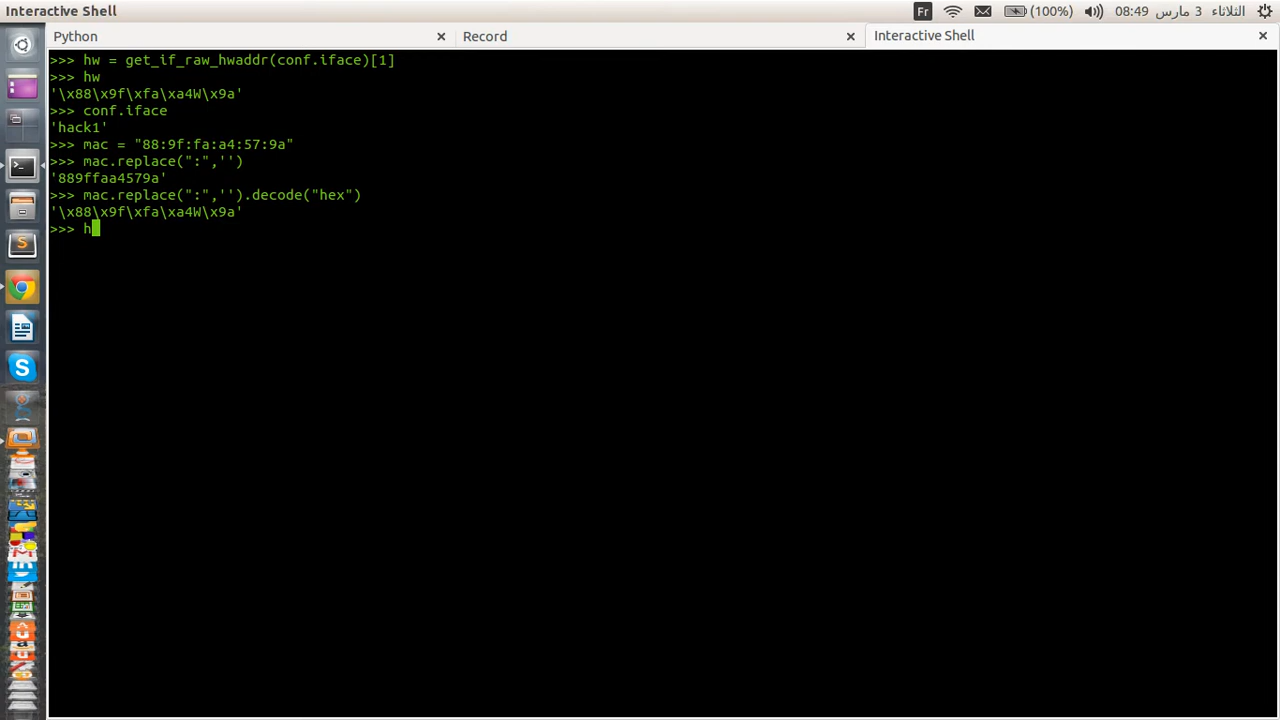 Interactive Shell
Fr
(100%)
08:49 الثلاثاء 3 مارس
Python
Record
Interactive Shell
>>> hw = get_if_raw_hwaddr(conf.iface)[1]
>>> hw
'\x88\x9f\xfa\xa4W\x9a'
>>> conf.iface
'hack1'
>>> mac = "88:9f:fa:a4:57:9a"
>>> mac.replace(":",'')
'889ffaa4579a'
>>> mac.replace(":",'').decode("hex")
'\x88\x9f\xfa\xa4W\x9a'
>>> h